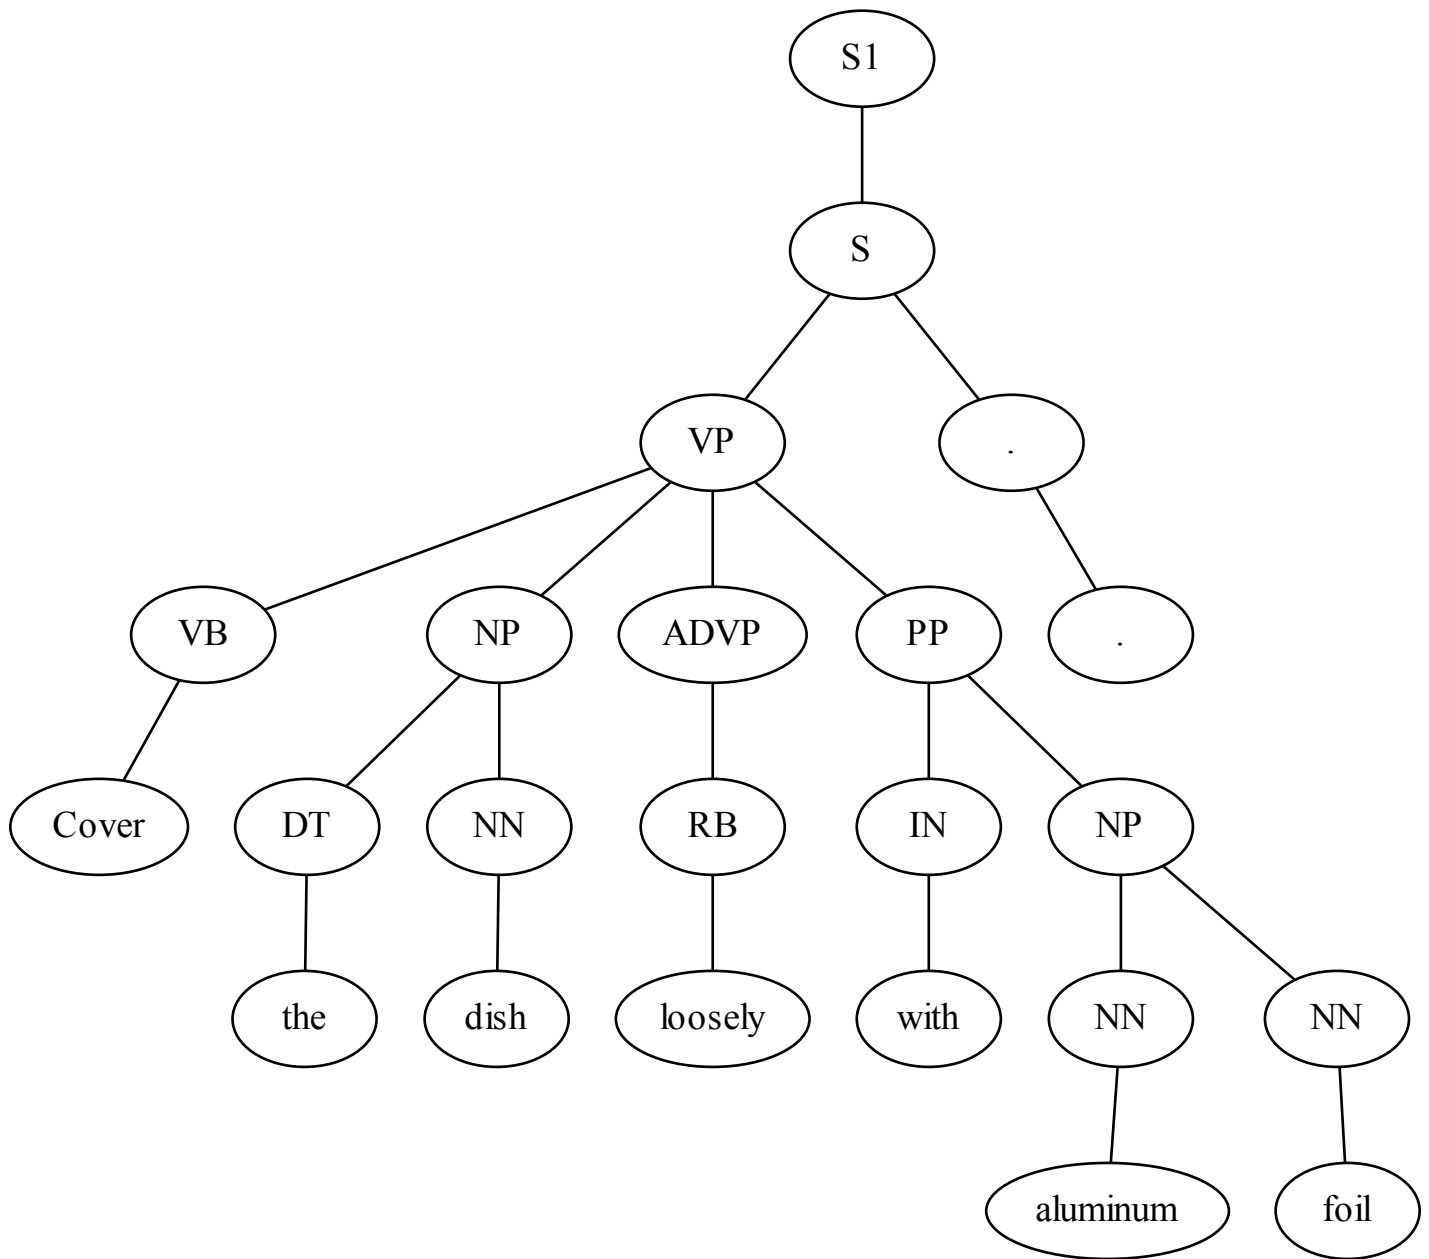 S1
S
VP .
VB NP ADVP PP .
Cover DT NN RB IN NP
the dish loosely with NN NN
aluminum foil